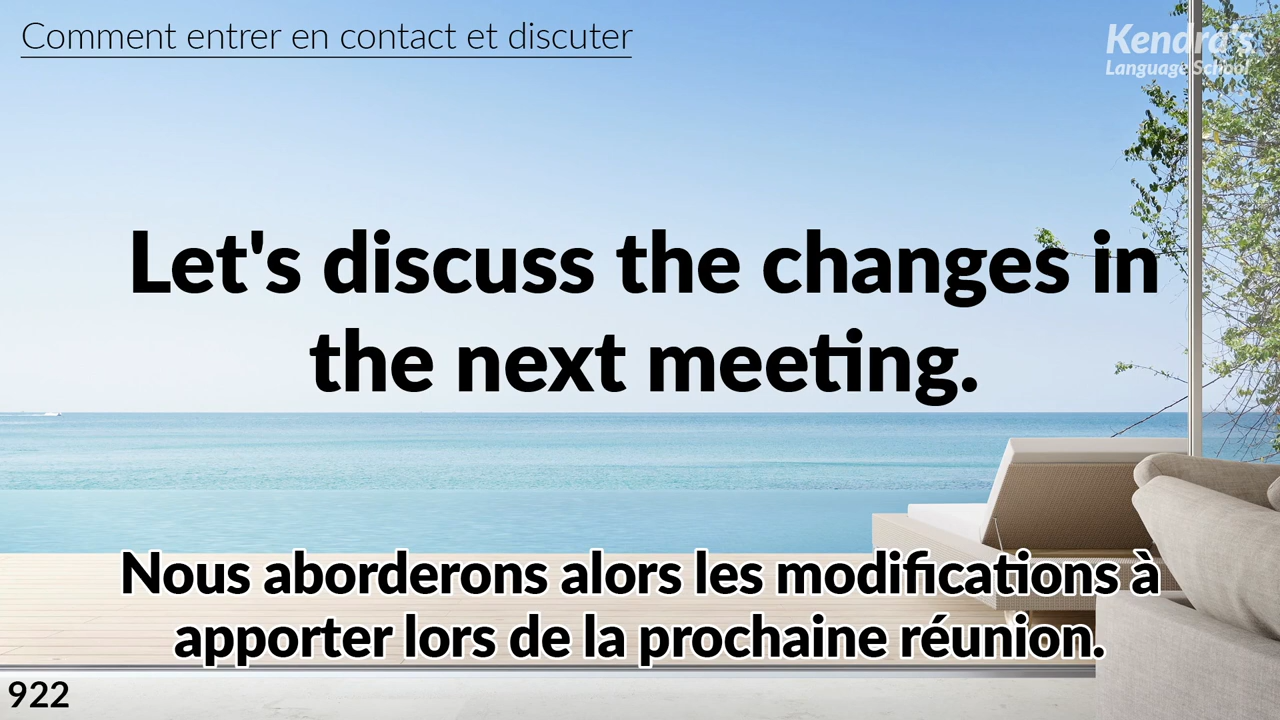 Comment entrer en contact et discuter
Kendra's
Language School
Let's discuss the changes in
the next meeting.
Nous aborderons alors les modifications à
apporter lors de la prochaine réunion.
922